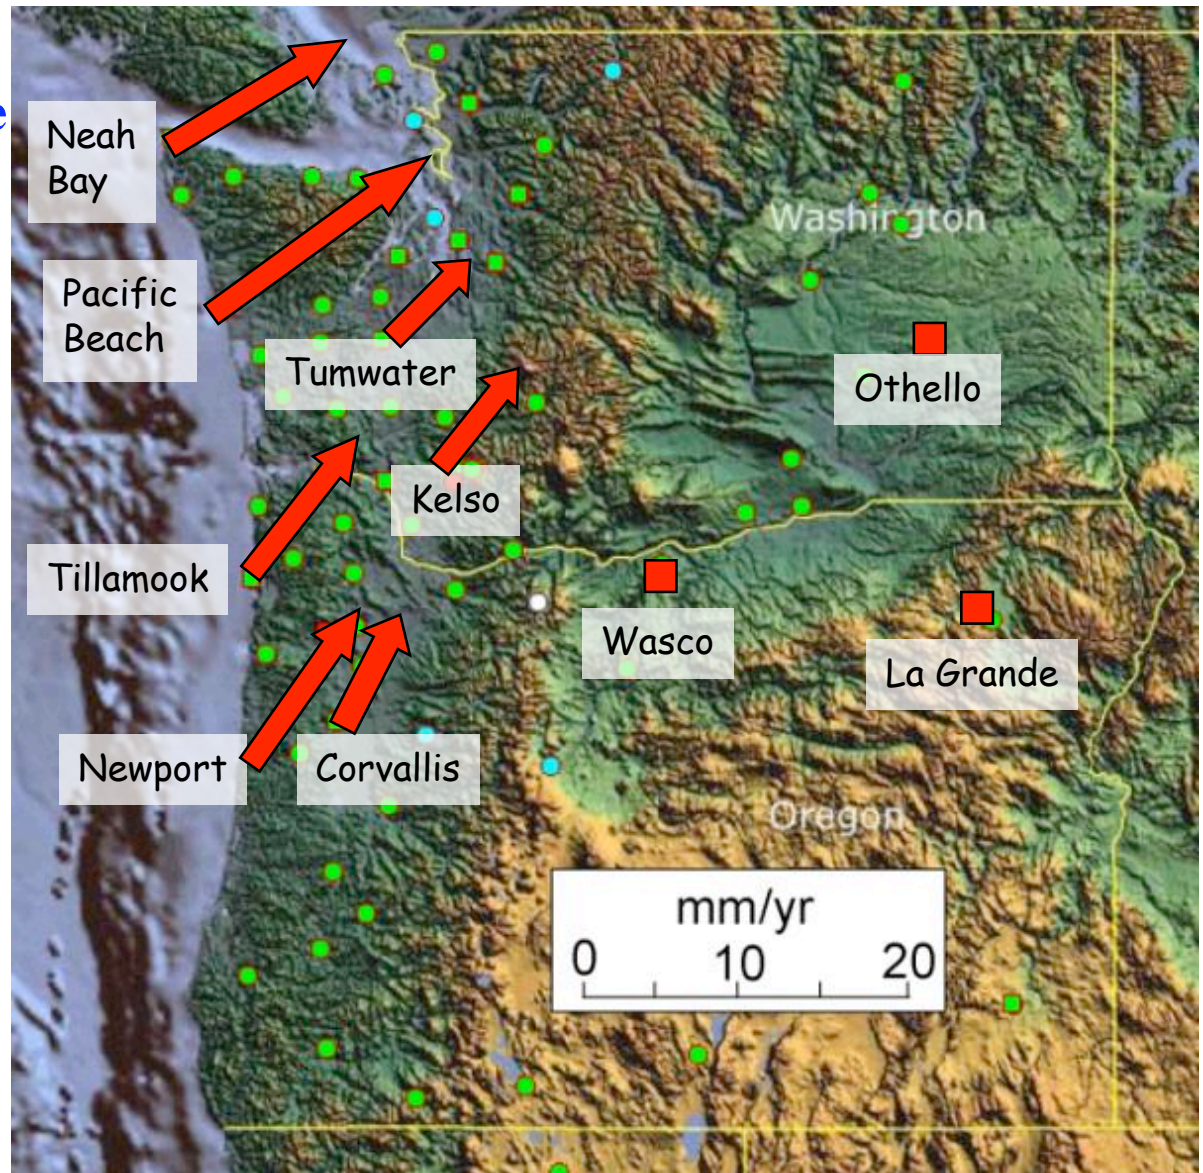 e
Neah
Bay
Washington
Pacific
Beach
Tumwater
Othello
Kelso
Tillamook
Wasco
La Grande
Newport
Corvallis
Oregon
mm/yr
0 10 20